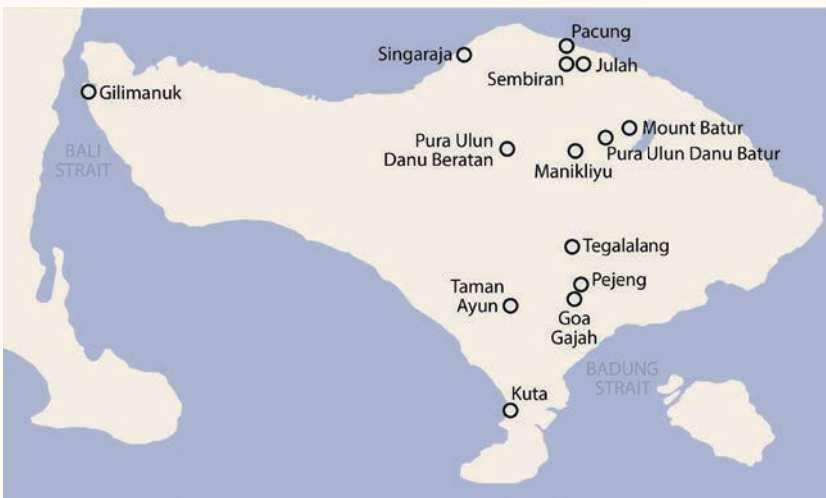 Pacung
Singaraja
Sembiran
Julah
Gilimanuk
Mount Batur
BALI
STRAIT
Pura Ulun
Danu Beratan
Pura Ulun Danu Batur
Manikliyu
Tegalalang
Pejeng
Taman
Ayun
Goa
Gajah
BADUNG
STRAIT
Kuta